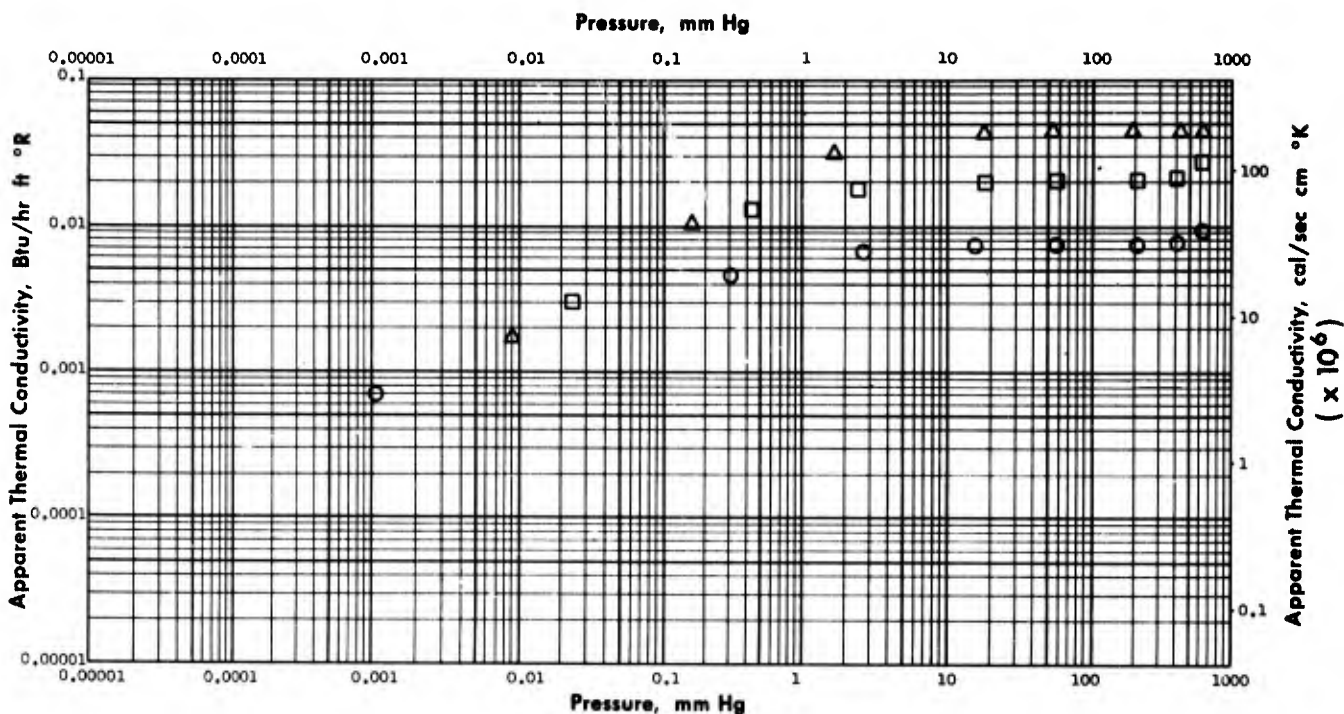 Pressure, mm Hg
0.00001 0.0001 0.001 0.01 0.1 1 10 100 1000
Apparent Thermal Conductivity, Btu/hr ft °R
0.1
0.01
0.001
0.0001
0.00001
100
10
1
0.1
Apparent Thermal Conductivity, cal/sec cm °K
( x 10⁶)
0.00001 0.0001 0.001 0.01 0.1 1 10 100 1000
Pressure, mm Hg